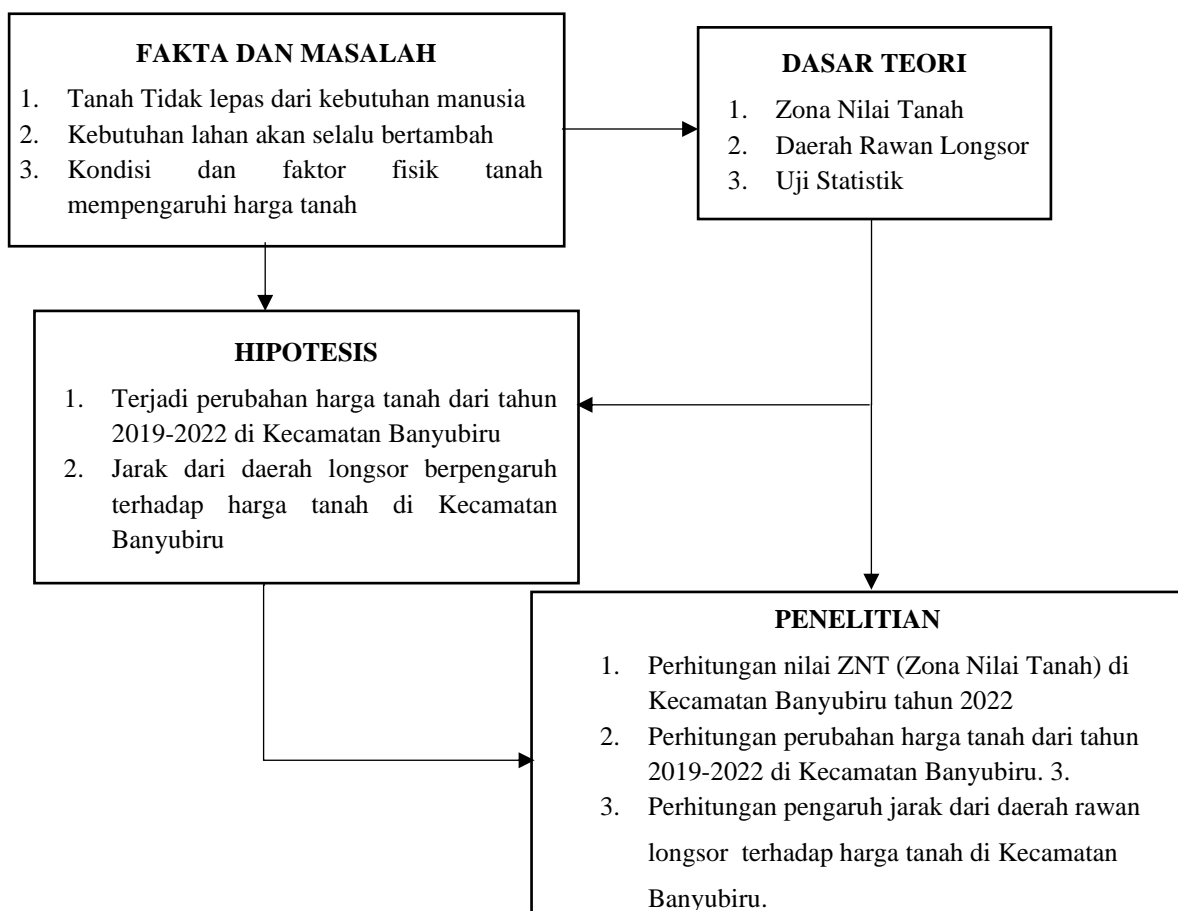 FAKTA DAN MASALAH
1. Tanah Tidak lepas dari kebutuhan manusia
2. Kebutuhan lahan akan selalu bertambah
3. Kondisi dan faktor fisik tanah
mempengaruhi harga tanah
DASAR TEORI
1. Zona Nilai Tanah
2. Daerah Rawan Longsor
3. Uji Statistik
HIPOTESIS
1. Terjadi perubahan harga tanah dari tahun
2019-2022 di Kecamatan Banyubiru
2. Jarak dari daerah longsor berpengaruh
terhadap harga tanah di Kecamatan
Banyubiru
PENELITIAN
1. Perhitungan nilai ZNT (Zona Nilai Tanah) di
Kecamatan Banyubiru tahun 2022
2. Perhitungan perubahan harga tanah dari tahun
2019-2022 di Kecamatan Banyubiru. 3.
3. Perhitungan pengaruh jarak dari daerah rawan
longsor terhadap harga tanah di Kecamatan
Banyubiru.